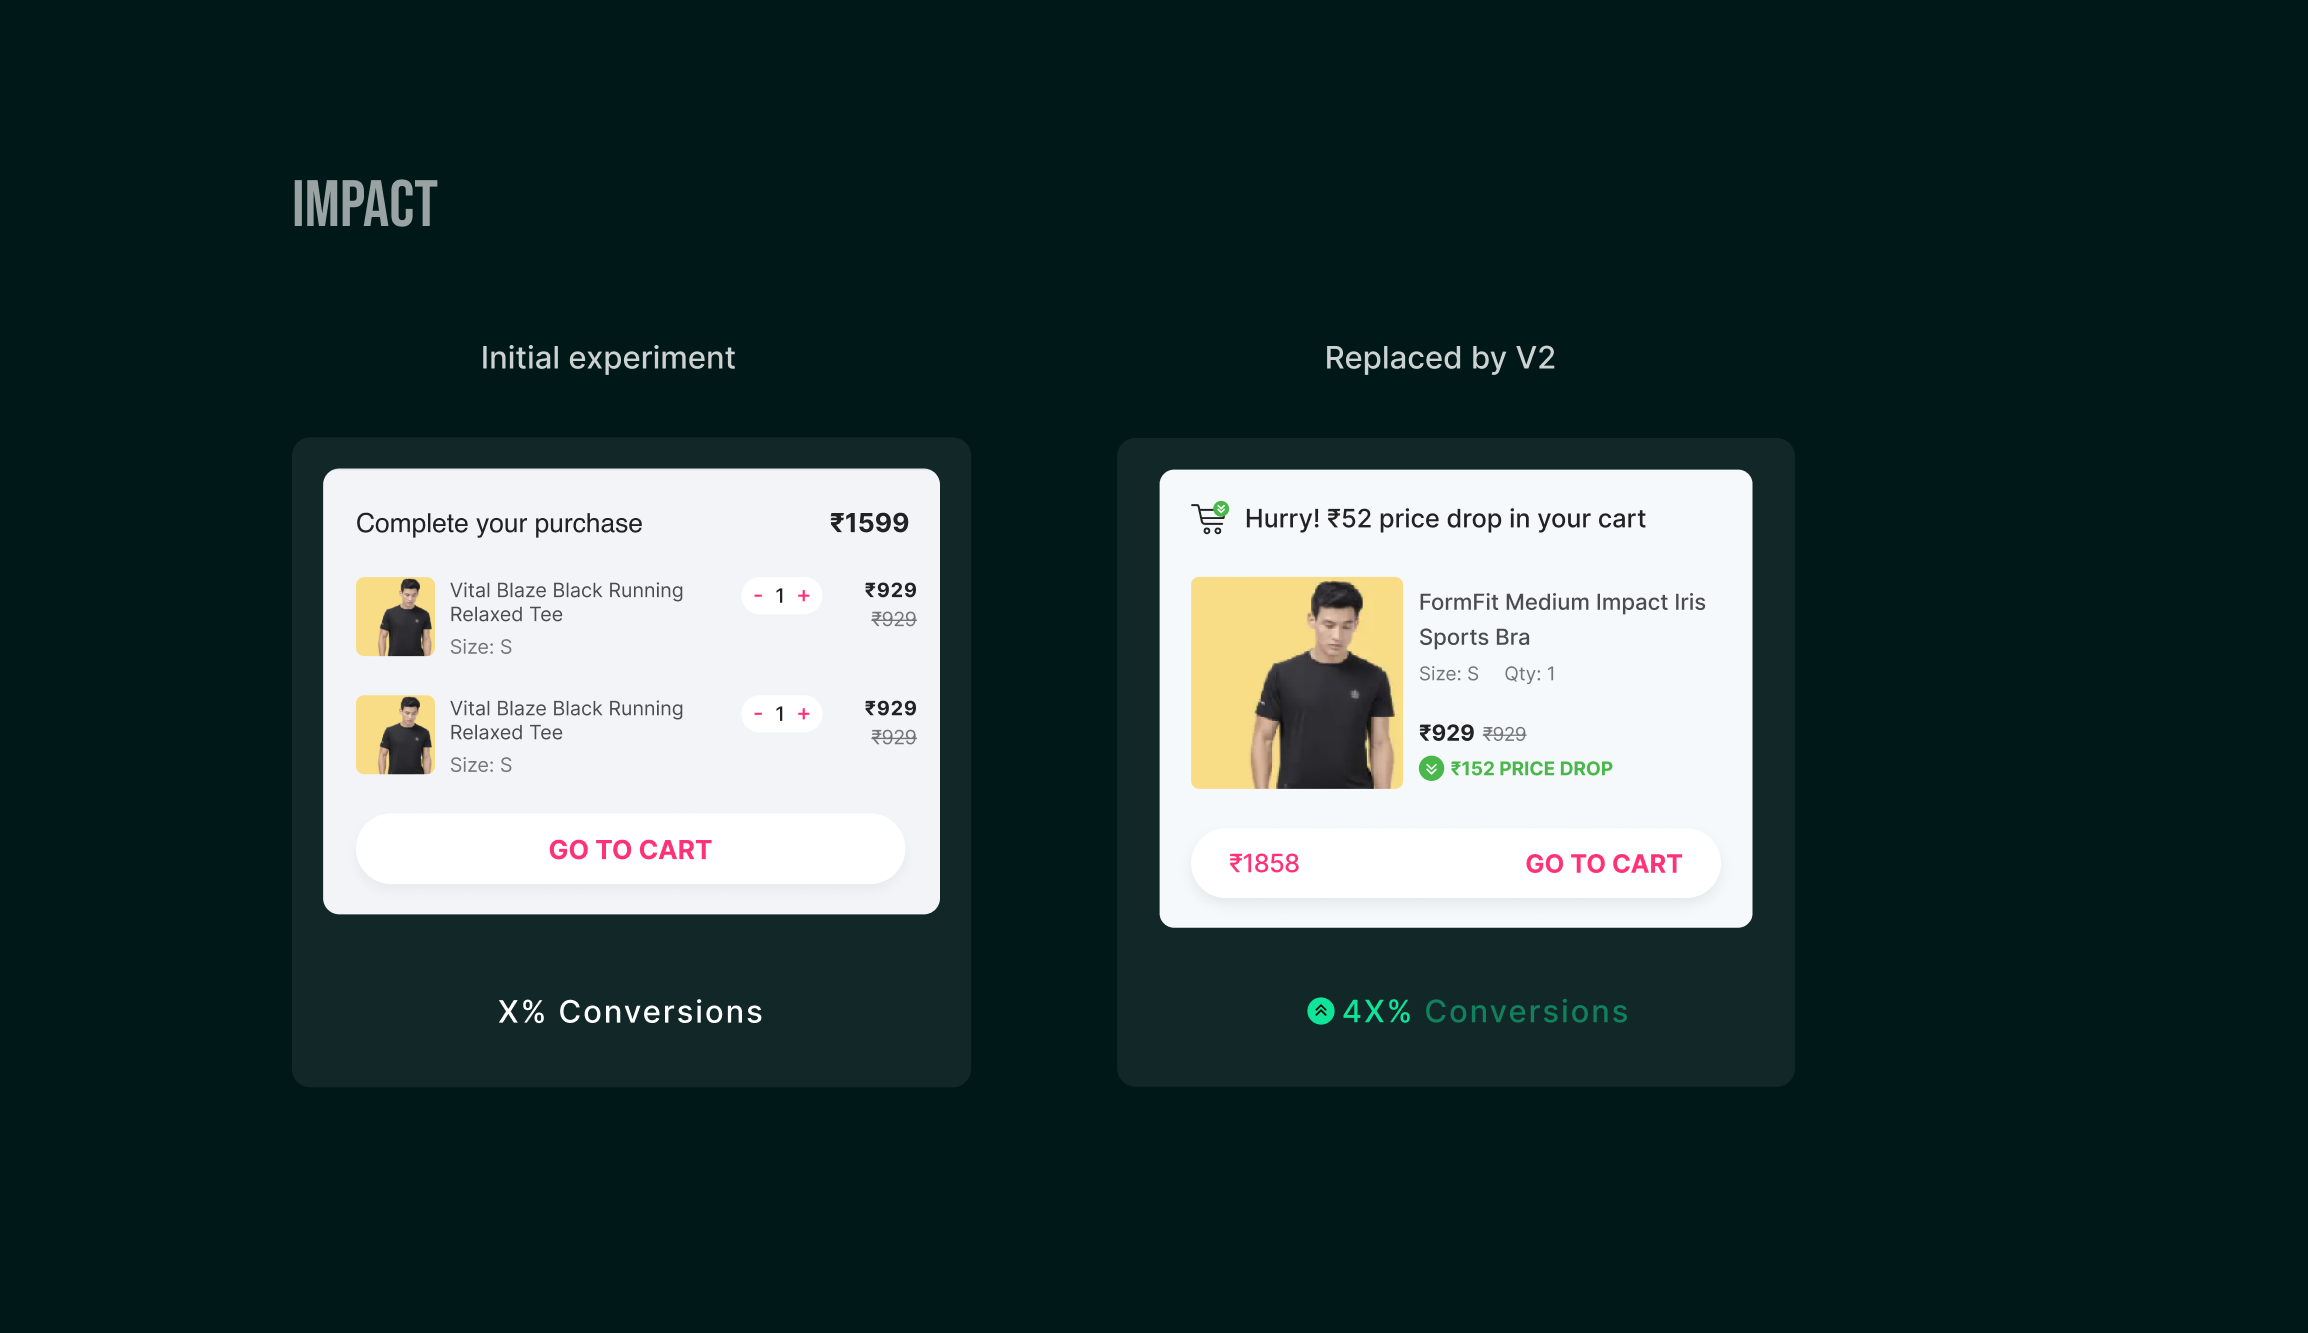 IMPACT
Initial experiment
Complete your purchase ₹1599
Vital Blaze Black Running
Relaxed Tee
Size: S
- 1 +
₹929
₹929
Vital Blaze Black Running
Relaxed Tee
Size: S
- 1 +
₹929
₹929
GO TO CART
X% Conversions
Replaced by V2
Hurry! ₹52 price drop in your cart
FormFit Medium Impact Iris
Sports Bra
Size: S Qty: 1
₹929 ₹929
₹152 PRICE DROP
₹1858 GO TO CART
4X% Conversions